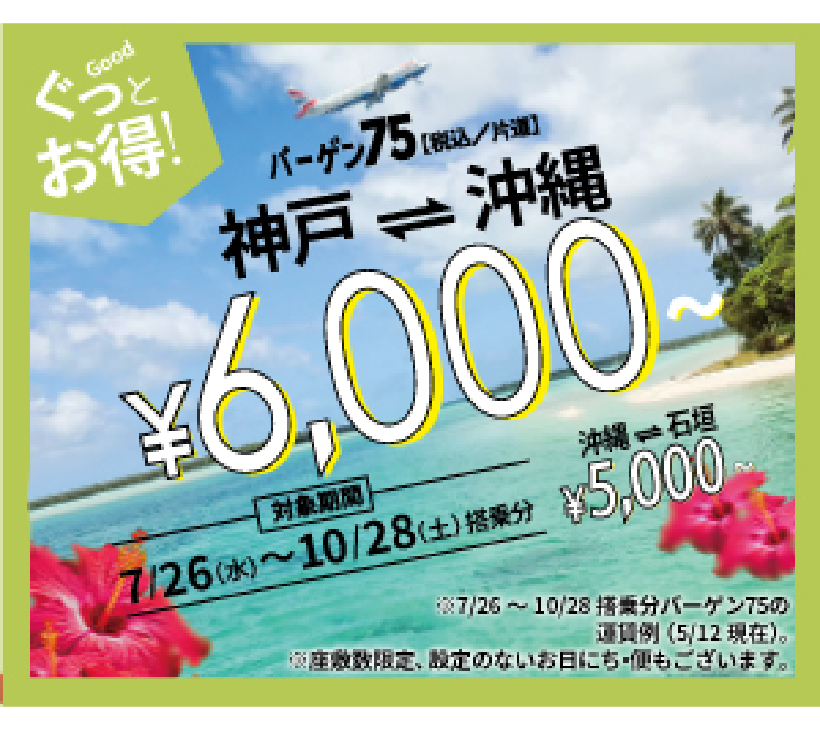 Good
ぐっと
お得!
バーゲン75[税込/片道]
神戸⇌沖縄
¥6,000~
沖縄⇌石垣
¥5,000~
対象期間
7/26(水)~10/28(土)搭乗分
※7/26 ~ 10/28 搭乗分バーゲン75の
運賃例(5/12 現在)。
※座敷数限定、設定のないお日にち・便もございます。